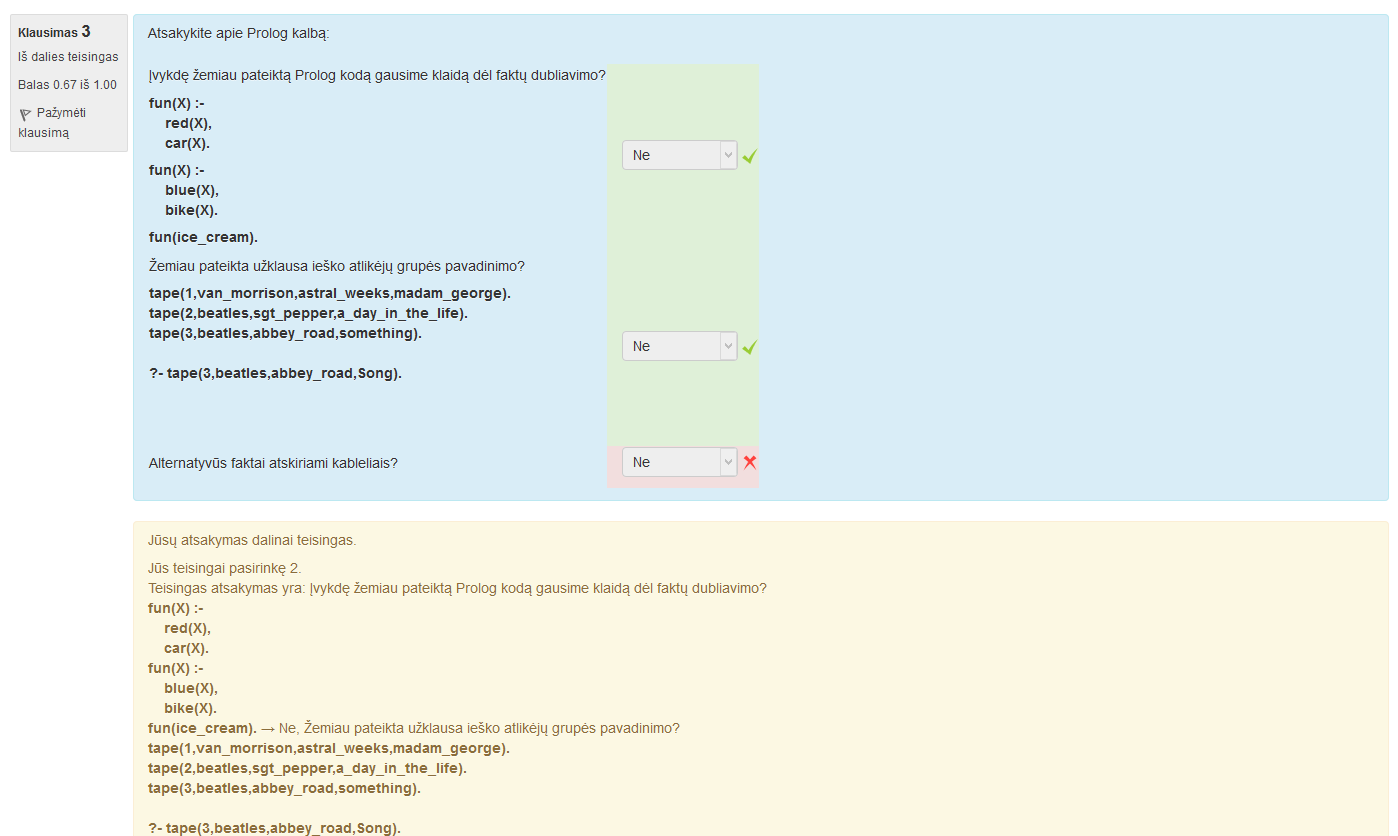 Klausimas 3
Iš dalies teisingas
Balas 0.67 iš 1.00
Pažymėti
klausimą
Atsakykite apie Prolog kalbą:
Įvykdę žemiau pateiktą Prolog kodą gausime klaidą dėl faktų dubliavimo?
fun(X) :-
red(X),
car(X).
Ne
fun(X) :-
blue(X),
bike(X).
fun(ice_cream).
Žemiau pateikta užklausa ieško atlikėjų grupės pavadinimo?
tape(1,van_morrison,astral_weeks,madam_george).
tape(2,beatles,sgt_pepper,a_day_in_the_life).
tape(3,beatles,abbey_road,something).
Ne
?- tape(3,beatles,abbey_road,Song).
Alternatyvūs faktai atskiriami kableliais?
Ne
Jūsų atsakymas dalinai teisingas.
Jūs teisingai pasirinkę 2.
Teisingas atsakymas yra: Įvykdę žemiau pateiktą Prolog kodą gausime klaidą dėl faktų dubliavimo?
fun(X) :-
red(X),
car(X).
fun(X) :-
blue(X),
bike(X).
fun(ice_cream). → Ne, Žemiau pateikta užklausa ieško atlikėjų grupės pavadinimo?
tape(1,van_morrison,astral_weeks,madam_george).
tape(2,beatles,sgt_pepper,a_day_in_the_life).
tape(3,beatles,abbey_road,something).
?- tape(3,beatles,abbey_road,Song).